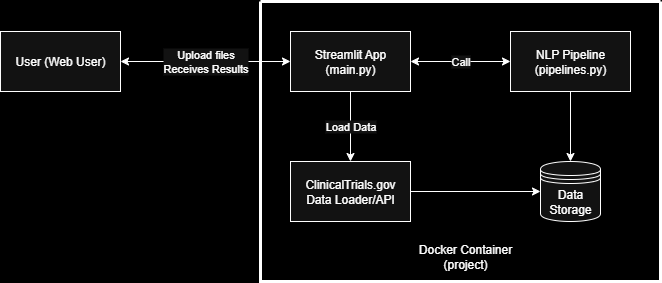 User (Web User)
Upload files
Receives Results
Streamlit App
(main.py)
Call
NLP Pipeline
(pipelines.py)
Load Data
ClinicalTrials.gov
Data Loader/API
Data
Storage
Docker Container
(project)